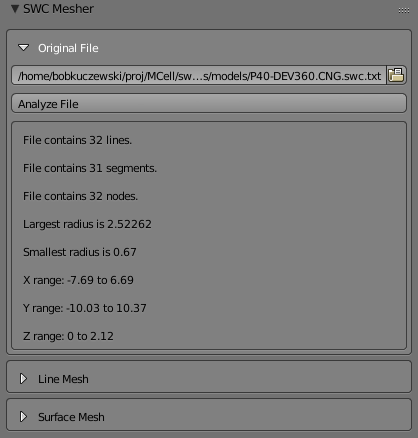 SWC Mesher
Original File
/home/bobkuczewski/proj/MCell/sw...s/models/P40-DEV360.CNG.swc.txt
Analyze File
File contains 32 lines.
File contains 31 segments.
File contains 32 nodes.
Largest radius is 2.52262
Smallest radius is 0.67
X range: -7.69 to 6.69
Y range: -10.03 to 10.37
Z range: 0 to 2.12
Line Mesh
Surface Mesh